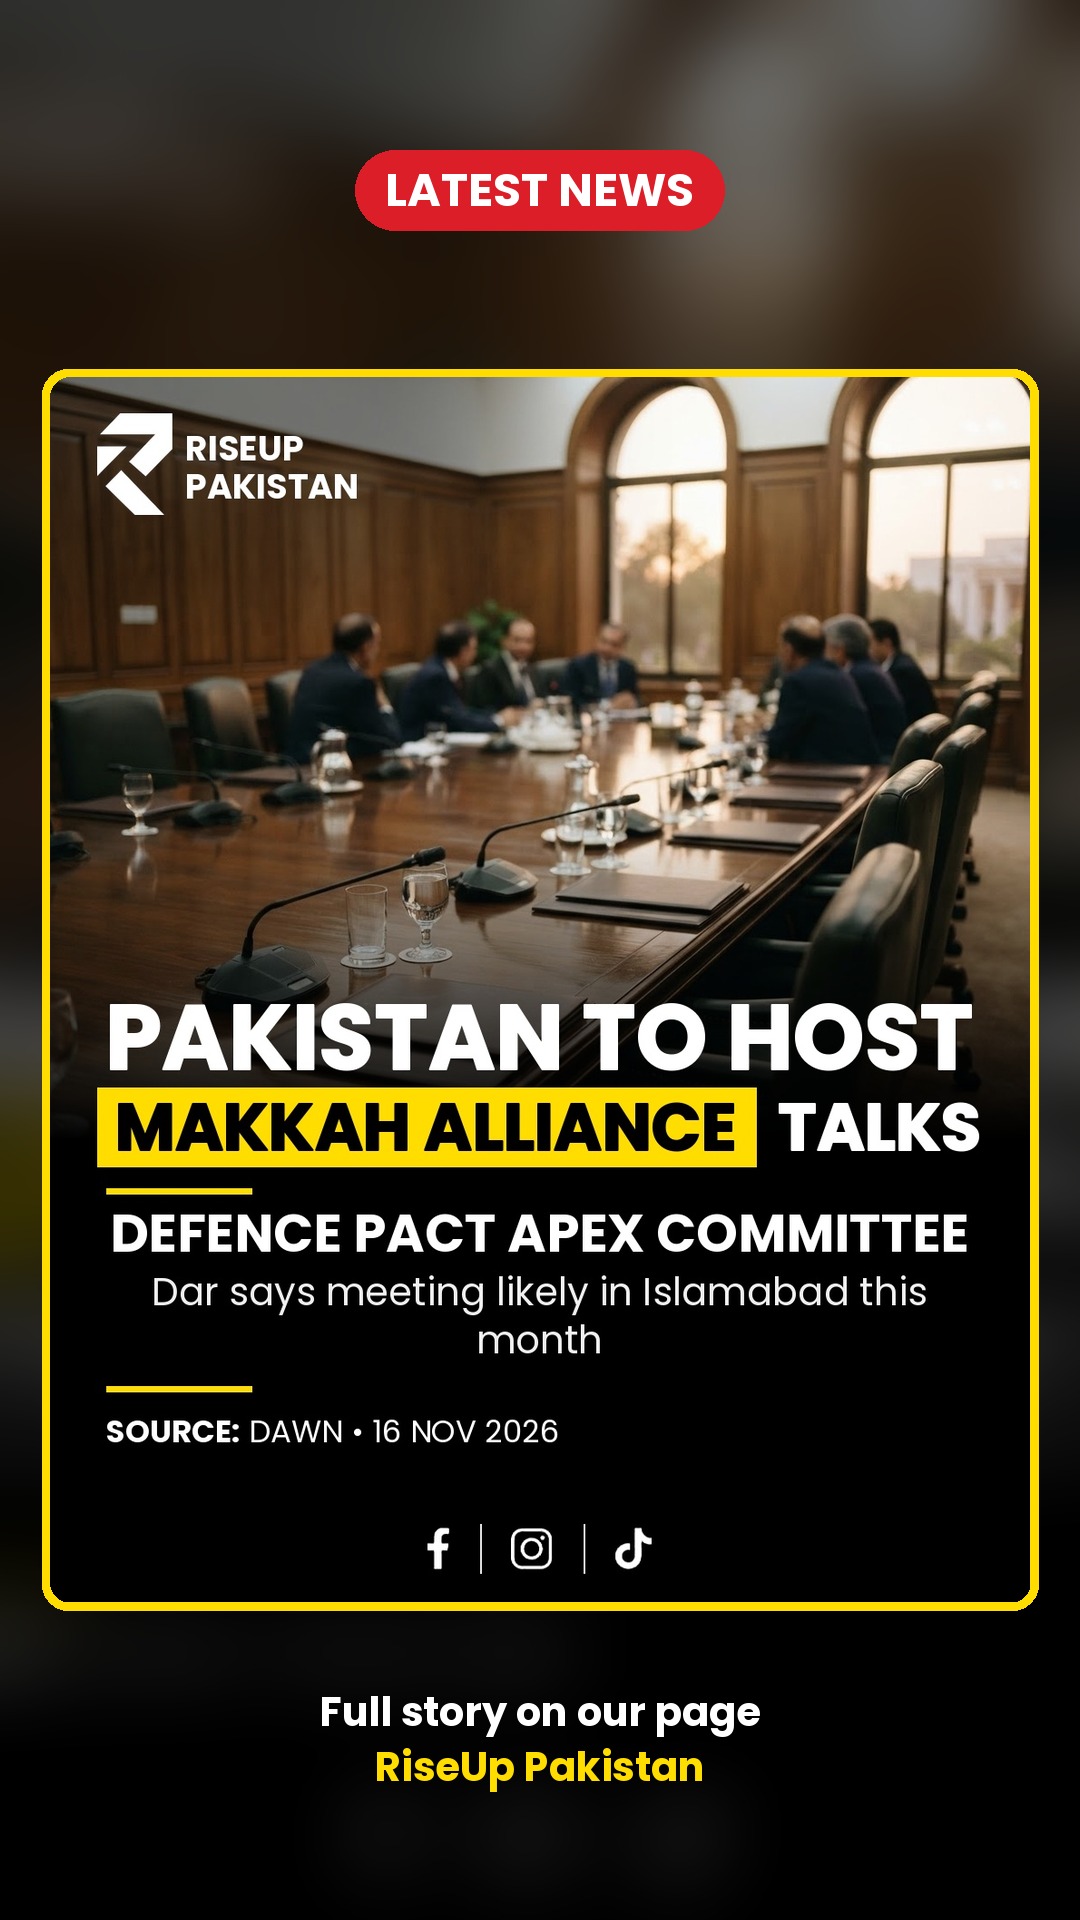 LATEST NEWS
RISEUP
PAKISTAN
PAKISTAN TO HOST
MAKKAH ALLIANCE TALKS
DEFENCE PACT APEX COMMITTEE
Dar says meeting likely in Islamabad this
month
SOURCE: DAWN • 16 NOV 2026
Full story on our page
RiseUp Pakistan